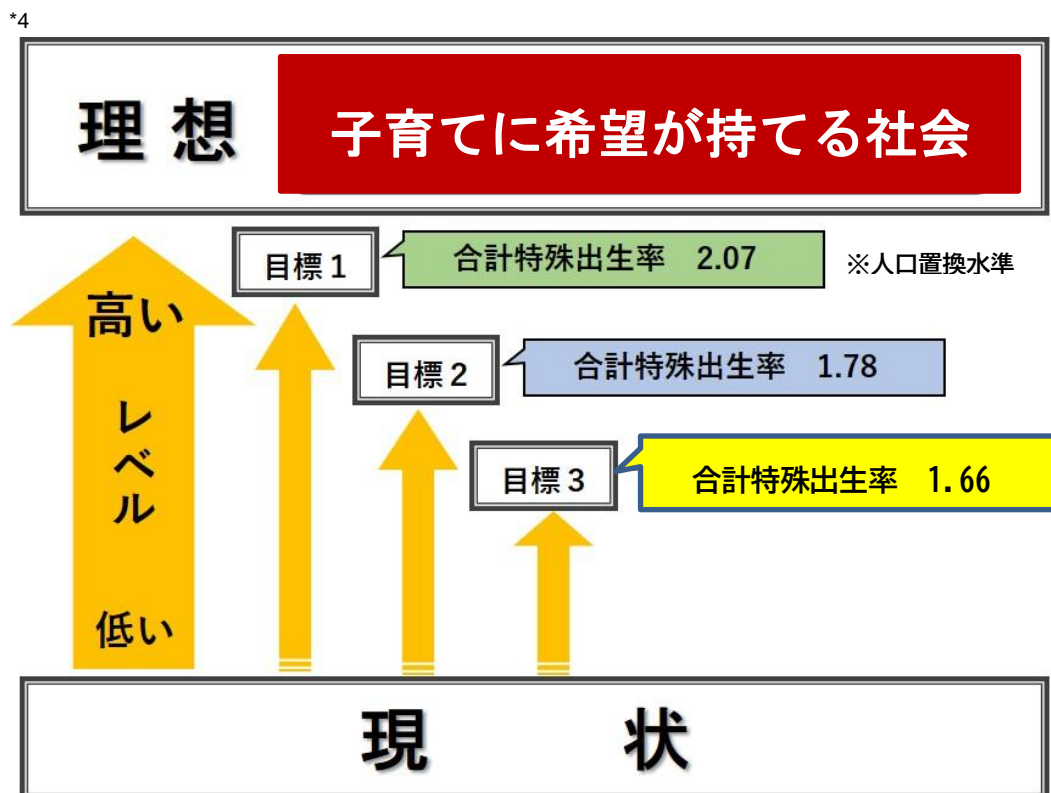 *4
理想
子育てに希望が持てる社会
目標1
合計特殊出生率 2.07
※人口置換水準
高い
レベル
低い
目標2
合計特殊出生率 1.78
目標3
合計特殊出生率 1.66
現状